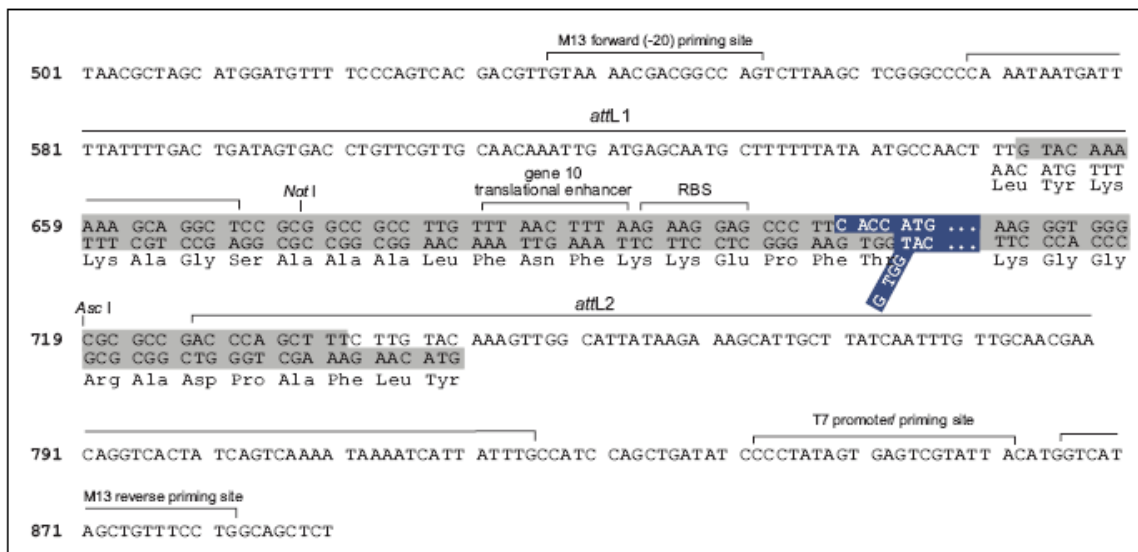 M13 forward (-20) priming site
501 TAACGCTAGC ATGGATGTTT TCCCAGTCAC GACGTTGTAA AACGACGGCC AGTCTTAAGC TCGGGCCCCA AATAATGATT
attL1
581 TTATTTTGAC TGATAGTGAC CTGTTCGTTG CAACAAATTG ATGAGCAATG CTTTTTTATA ATGCCAACT TTG TAC AAA
AAC ATG TTT
Leu Tyr Lys
Not I gene 10 translational enhancer RBS
659 AAA GCA GGC TCC GCG GCC GCC TTG TTT AAC TTT AAG AAG GAG CCC TTC ACC ATG ... AAG GGT GGG
TTT CGT CCG AGG CGC CGG CGG AAC AAA TTG AAA TTC TTC CTC GGG AAG TGG TAC ... TTC CCA CCC
G TGG
Lys Ala Gly Ser Ala Ala Ala Leu Phe Asn Phe Lys Lys Glu Pro Phe Thr Lys Gly Gly
Asc I attL2
719 CGC GCC GAC CCA GCT TTC TTG TAC AAAGTTGG CATTATAAGA AAGCATTGCT TATCAATTTG TTGCAACGAA
GCG CGG CTG GGT CGA AAG AAC ATG
Arg Ala Asp Pro Ala Phe Leu Tyr
T7 promoter/ priming site
791 CAGGTCACTA TCAGTCAAAA TAAAATCATT ATTTGCCATC CAGCTGATAT CCCCTATAGT GAGTCGTATT ACATGGTCAT
M13 reverse priming site
871 AGCTGTTTCC TGGCAGCTCT